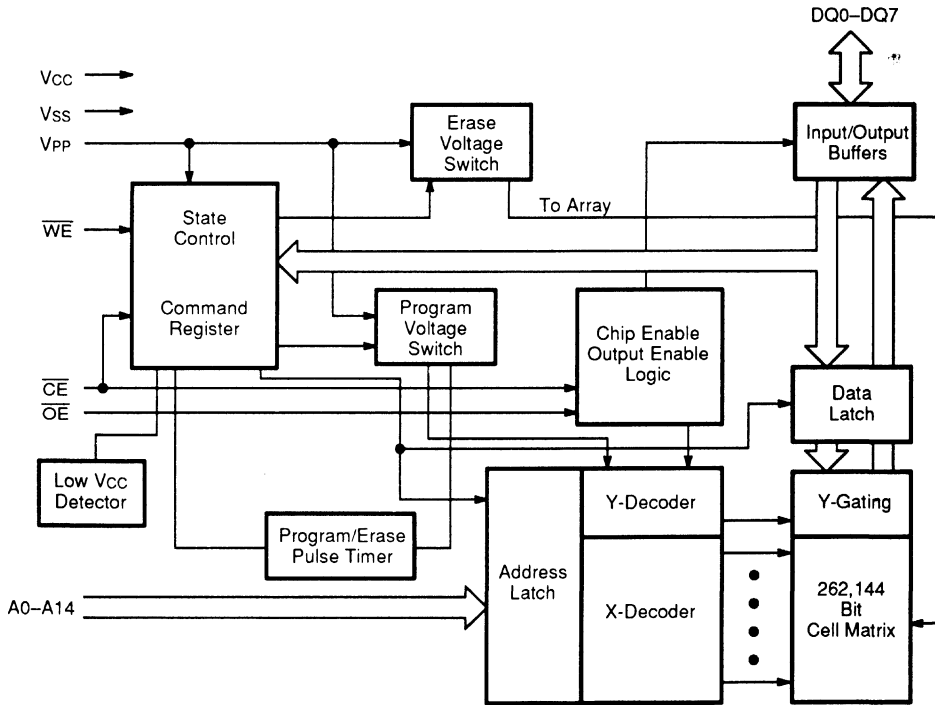 DQ0–DQ7
VCC
VSS
VPP
Erase
Voltage
Switch
Input/Output
Buffers
To Array
WE
State
Control
Command
Register
Program
Voltage
Switch
Chip Enable
Output Enable
Logic
CE
OE
Data
Latch
Low VCC
Detector
Program/Erase
Pulse Timer
Y-Decoder
Y-Gating
Address
Latch
X-Decoder
262,144
Bit
Cell Matrix
A0–A14